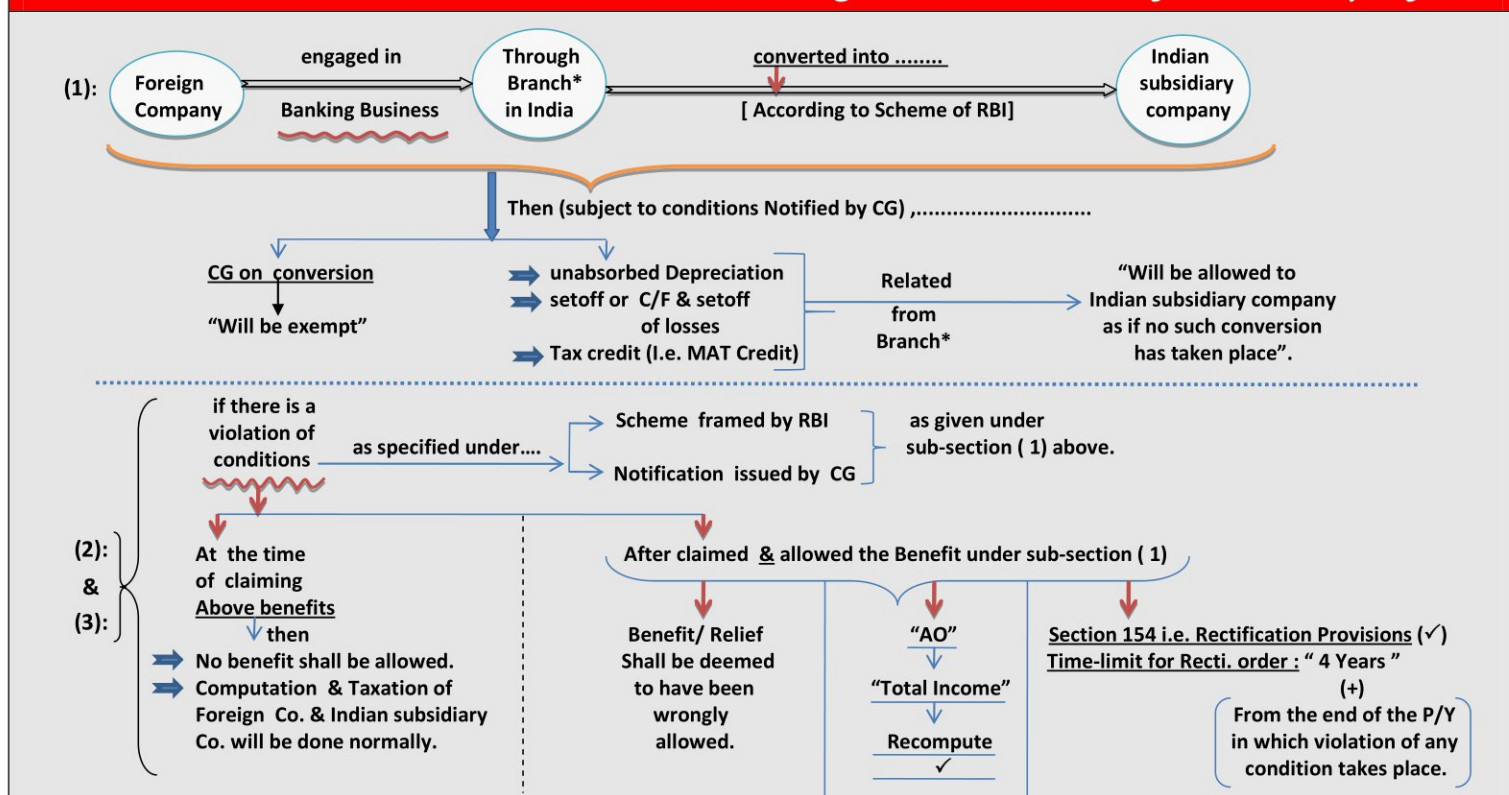 (1):
Foreign
Company
engaged in
Banking Business
Through
Branch*
in India
converted into ........
[ According to Scheme of RBI]
Indian
subsidiary
company
Then (subject to conditions Notified by CG) ,..............................
CG on conversion
“Will be exempt”
unabsorbed Depreciation
setoff or C/F & setoff
of losses
Tax credit (I.e. MAT Credit)
Related
from
Branch*
“Will be allowed to
Indian subsidiary company
as if no such conversion
has taken place”.
(2):
&
(3):
if there is a
violation of
conditions
as specified under....
Scheme framed by RBI
Notification issued by CG
as given under
sub-section ( 1) above.
At the time
of claiming
Above benefits
then
No benefit shall be allowed.
Computation & Taxation of
Foreign Co. & Indian subsidiary
Co. will be done normally.
After claimed & allowed the Benefit under sub-section ( 1)
Benefit/ Relief
Shall be deemed
to have been
wrongly
allowed.
“AO”
“Total Income”
Recompute
✓
Section 154 i.e. Rectification Provisions (✓)
Time-limit for Recti. order : “ 4 Years ”
(+)
From the end of the P/Y
in which violation of any
condition takes place.